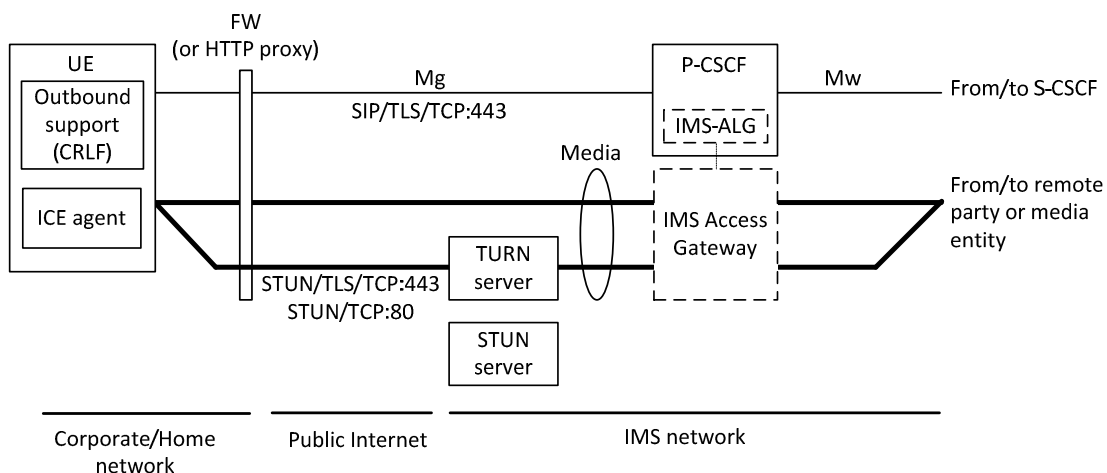 FW
(or HTTP proxy)
UE
Outbound
support
(CRLF)
ICE agent
Mg
SIP/TLS/TCP:443
P-CSCF
IMS-ALG
Mw
From/to S-CSCF
Media
IMS Access
Gateway
From/to remote
party or media
entity
TURN
server
STUN/TLS/TCP:443
STUN/TCP:80
STUN
server
Corporate/Home
network
Public Internet
IMS network